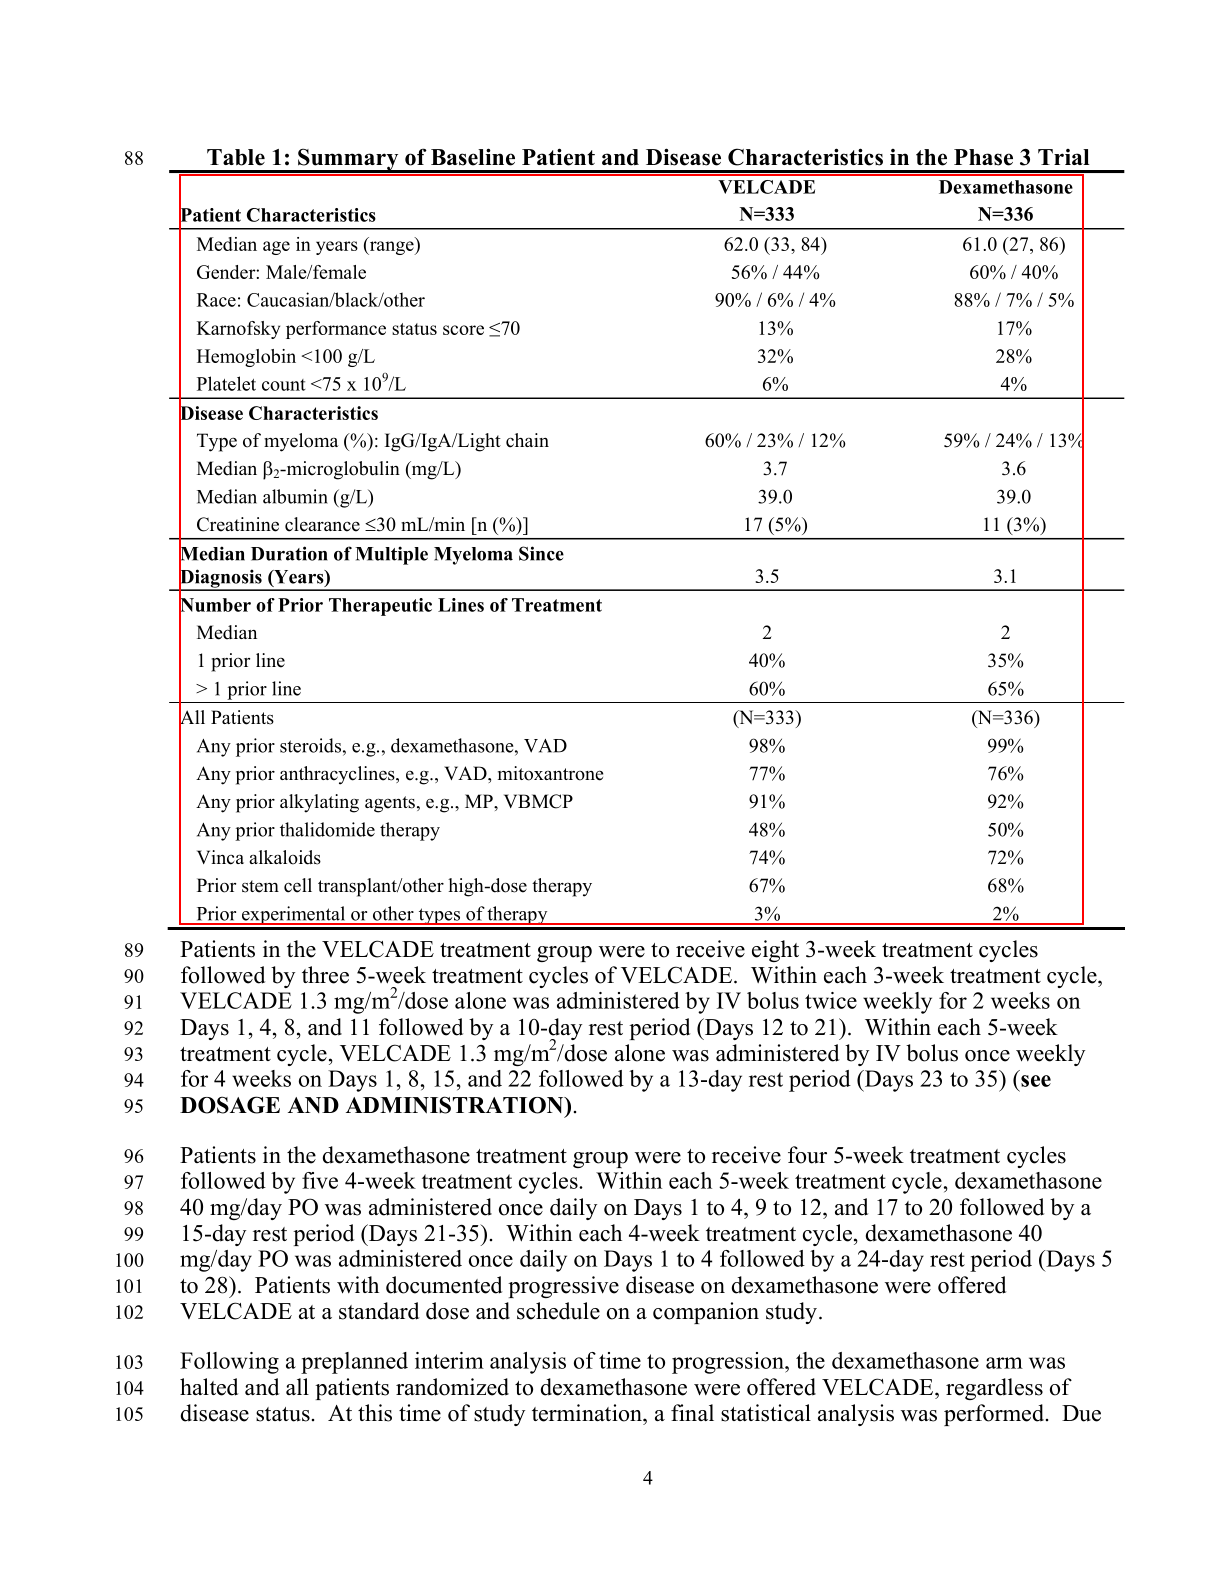 88 Table 1: Summary of Baseline Patient and Disease Characteristics in the Phase 3 Trial
VELCADE Dexamethasone
Patient Characteristics N=333 N=336
Median age in years (range) 62.0 (33, 84) 61.0 (27, 86)
Gender: Male/female 56% / 44% 60% / 40%
Race: Caucasian/black/other 90% / 6% / 4% 88% / 7% / 5%
Karnofsky performance status score ≤70 13% 17%
Hemoglobin <100 g/L 32% 28%
Platelet count <75 x 10⁹/L 6% 4%
Disease Characteristics
Type of myeloma (%): IgG/IgA/Light chain 60% / 23% / 12% 59% / 24% / 13%
Median β₂-microglobulin (mg/L) 3.7 3.6
Median albumin (g/L) 39.0 39.0
Creatinine clearance ≤30 mL/min [n (%)] 17 (5%) 11 (3%)
Median Duration of Multiple Myeloma Since
Diagnosis (Years) 3.5 3.1
Number of Prior Therapeutic Lines of Treatment
Median 2 2
1 prior line 40% 35%
> 1 prior line 60% 65%
All Patients (N=333) (N=336)
Any prior steroids, e.g., dexamethasone, VAD 98% 99%
Any prior anthracyclines, e.g., VAD, mitoxantrone 77% 76%
Any prior alkylating agents, e.g., MP, VBMCP 91% 92%
Any prior thalidomide therapy 48% 50%
Vinca alkaloids 74% 72%
Prior stem cell transplant/other high-dose therapy 67% 68%
Prior experimental or other types of therapy 3% 2%
89 Patients in the VELCADE treatment group were to receive eight 3-week treatment cycles
90 followed by three 5-week treatment cycles of VELCADE. Within each 3-week treatment cycle,
91 VELCADE 1.3 mg/m²/dose alone was administered by IV bolus twice weekly for 2 weeks on
92 Days 1, 4, 8, and 11 followed by a 10-day rest period (Days 12 to 21). Within each 5-week
93 treatment cycle, VELCADE 1.3 mg/m²/dose alone was administered by IV bolus once weekly
94 for 4 weeks on Days 1, 8, 15, and 22 followed by a 13-day rest period (Days 23 to 35) (see
95 DOSAGE AND ADMINISTRATION).
96 Patients in the dexamethasone treatment group were to receive four 5-week treatment cycles
97 followed by five 4-week treatment cycles. Within each 5-week treatment cycle, dexamethasone
98 40 mg/day PO was administered once daily on Days 1 to 4, 9 to 12, and 17 to 20 followed by a
99 15-day rest period (Days 21-35). Within each 4-week treatment cycle, dexamethasone 40
100 mg/day PO was administered once daily on Days 1 to 4 followed by a 24-day rest period (Days 5
101 to 28). Patients with documented progressive disease on dexamethasone were offered
102 VELCADE at a standard dose and schedule on a companion study.
103 Following a preplanned interim analysis of time to progression, the dexamethasone arm was
104 halted and all patients randomized to dexamethasone were offered VELCADE, regardless of
105 disease status. At this time of study termination, a final statistical analysis was performed. Due
4